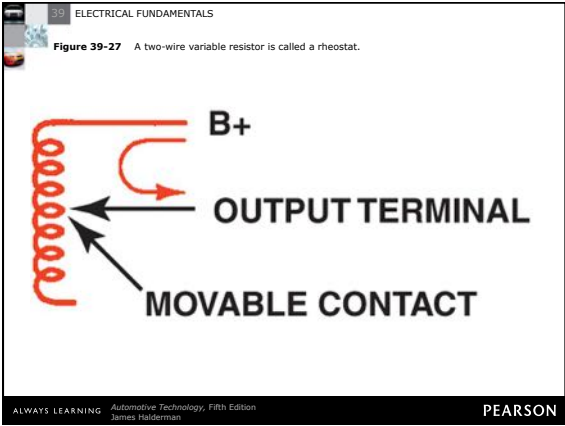 39 ELECTRICAL FUNDAMENTALS
Figure 39-27 A two-wire variable resistor is called a rheostat.
B+
OUTPUT TERMINAL
MOVABLE CONTACT
ALWAYS LEARNING
Automotive Technology, Fifth Edition
James Halderman
PEARSON